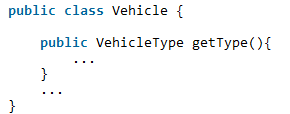 public class Vehicle {
public VehicleType getType(){
...
}
...
}